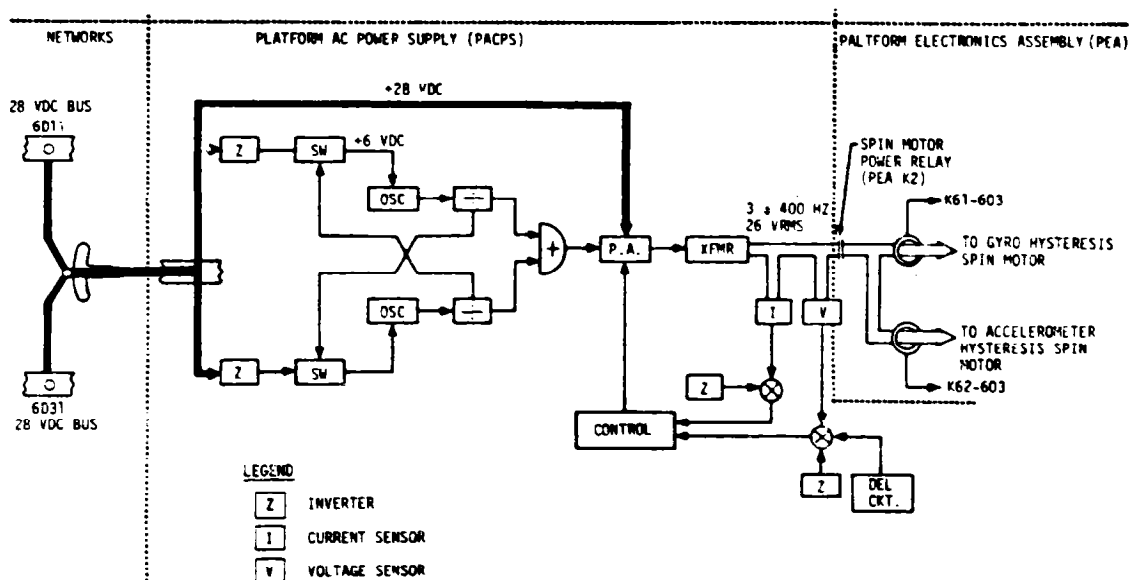 NETWORKS
PLATFORM AC POWER SUPPLY (PACPS)
PALTFORM ELECTRONICS ASSEMBLY (PEA)
+28 VDC
28 VDC BUS
6D11
Z
SW
+6 VDC
OSC
÷
SPIN MOTOR
POWER RELAY
(PEA K2)
K61-603
3 ø 400 HZ
26 VRMS
+
P.A.
XFMR
TO GYRO HYSTERESIS
SPIN MOTOR
OSC
÷
I
V
TO ACCELEROMETER
HYSTERESIS SPIN
MOTOR
Z
SW
6D31
28 VDC BUS
K62-603
Z
CONTROL
Z
DEL
CKT.
LEGEND
Z INVERTER
I CURRENT SENSOR
V VOLTAGE SENSOR